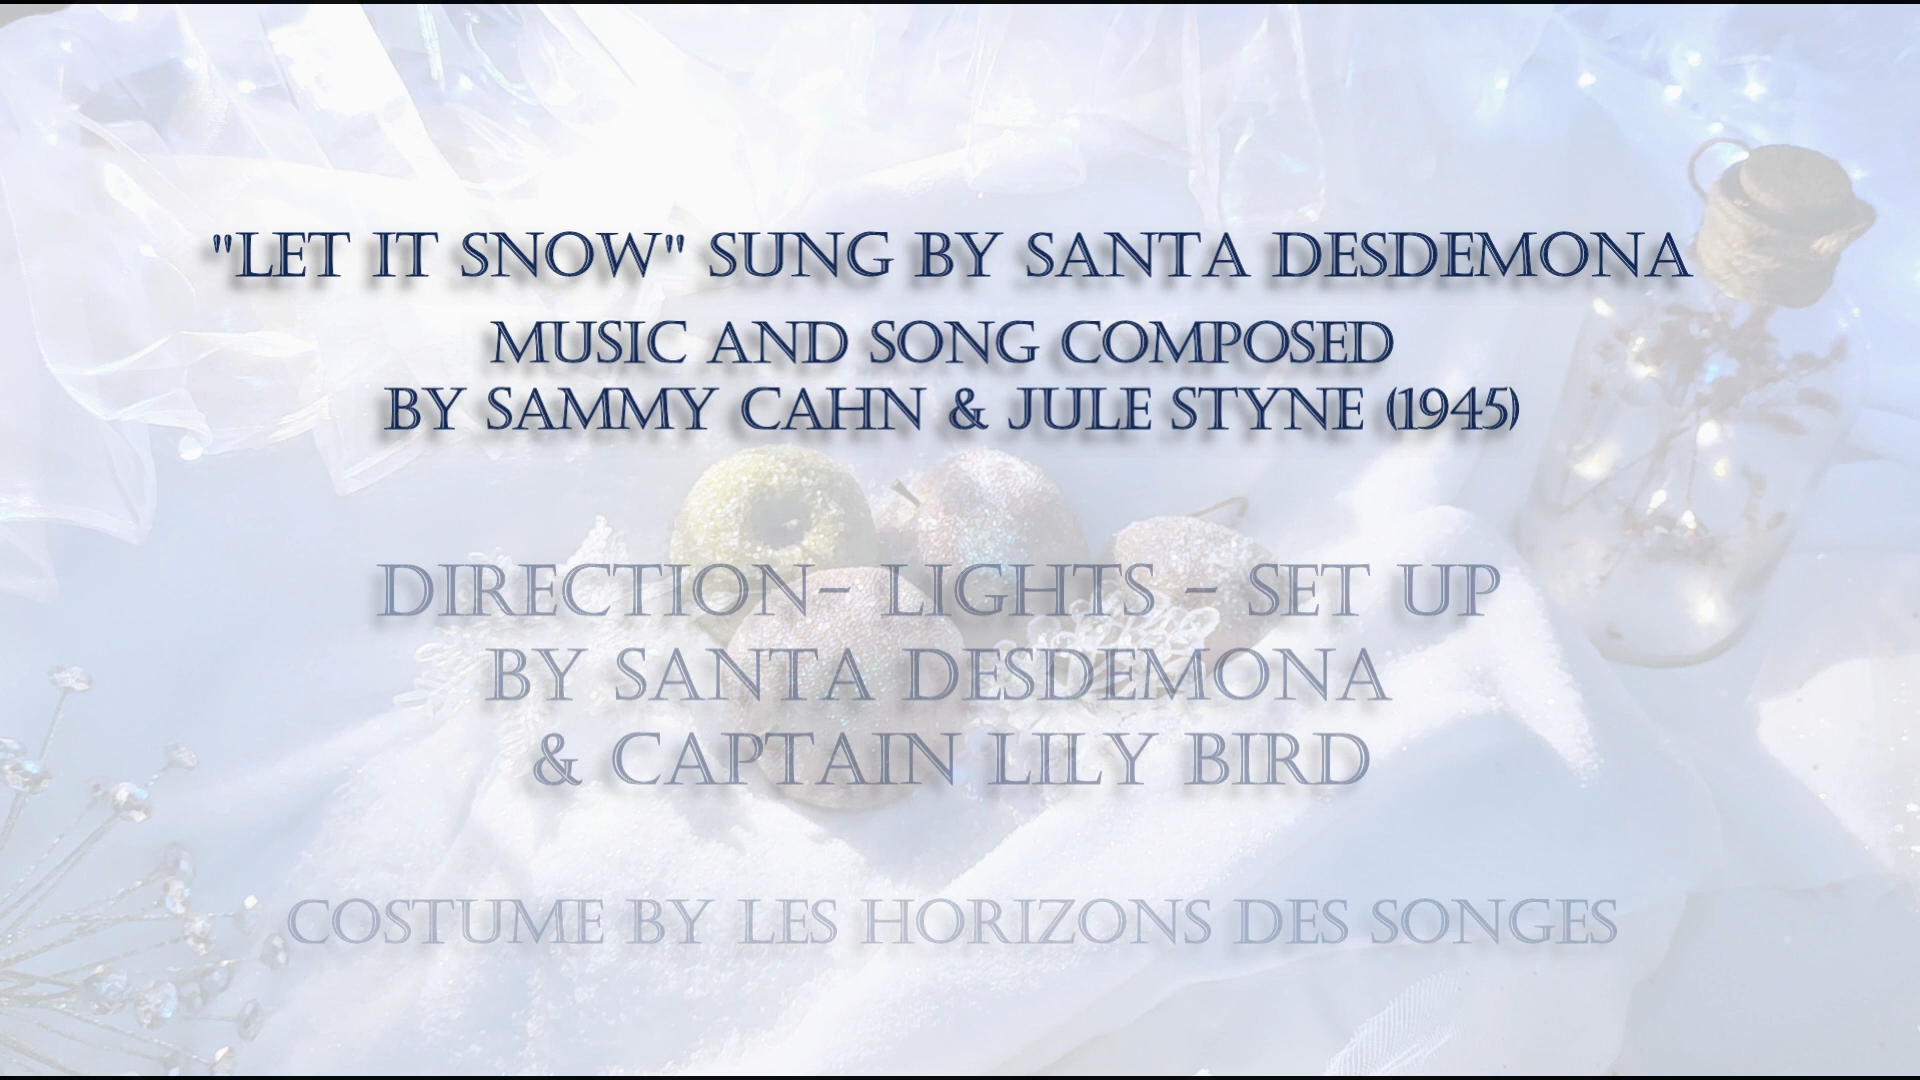 "LET IT SNOW" SUNG BY SANTA DESDEMONA
MUSIC AND SONG COMPOSED
BY SAMMY CAHN & JULE STYNE (1945)
DIRECTION- LIGHTS - SET UP
BY SANTA DESDEMONA
& CAPTAIN LILY BIRD
COSTUME BY LES HORIZONS DES SONGES